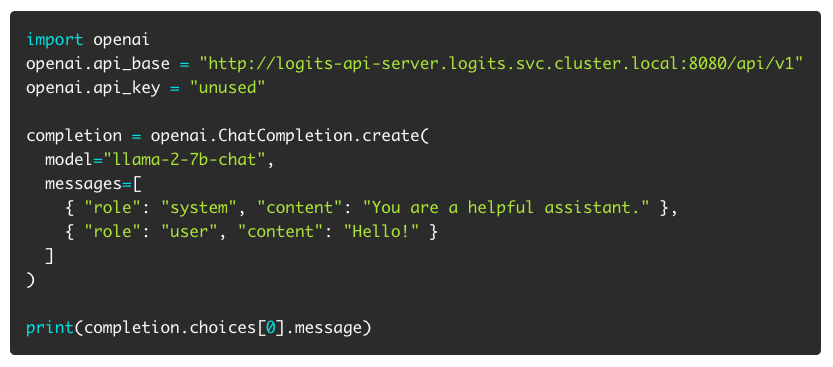 import openai
openai.api_base = "http://logits-api-server.logits.svc.cluster.local:8080/api/v1"
openai.api_key = "unused"

completion = openai.ChatCompletion.create(
  model="llama-2-7b-chat",
  messages=[
    { "role": "system", "content": "You are a helpful assistant." },
    { "role": "user", "content": "Hello!" }
  ]
)

print(completion.choices[0].message)